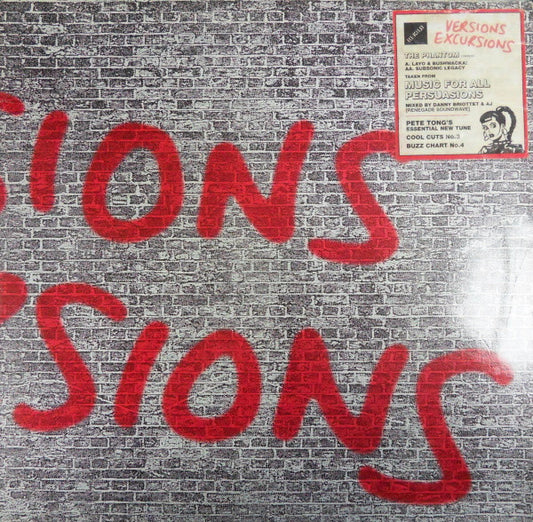 SIONS
SIONS
VERSIONS
EXCURSIONS
THE PHANTOM
A. LAYO & BUSHWACKA!
AA. SUBSONIC LEGACY
TAKEN FROM
MUSIC FOR ALL
PERSUASIONS
MIXED BY DANNY BRIOTTET & AJ
[RENEGADE SOUNDWAVE]
PETE TONG'S
ESSENTIAL NEW TUNE
COOL CUTS No.3
BUZZ CHART No.4